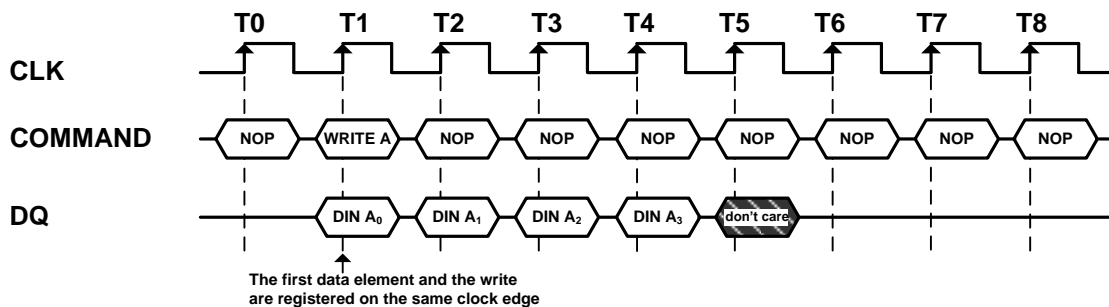 T0 T1 T2 T3 T4 T5 T6 T7 T8
CLK
COMMAND NOP WRITE A NOP NOP NOP NOP NOP NOP NOP
DQ DIN A0 DIN A1 DIN A2 DIN A3 don't care
The first data element and the write
are registered on the same clock edge